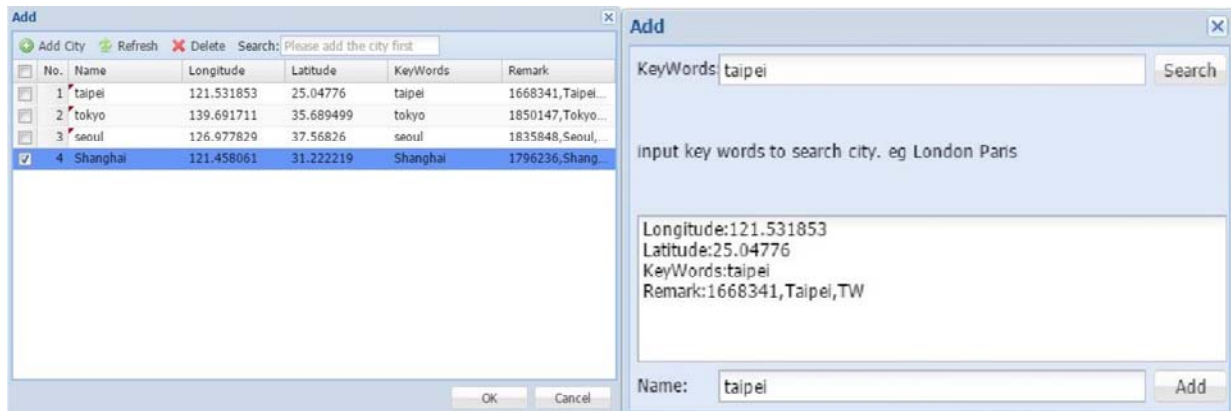 Add
Add City Refresh Delete Search: Please add the city first
No. Name Longitude Latitude KeyWords Remark
1 taipei 121.531853 25.04776 taipei 1668341,Taipei...
2 tokyo 139.691711 35.689499 tokyo 1850147,Tokyo...
3 seoul 126.977829 37.56826 seoul 1835848,Seoul,...
4 Shanghai 121.458061 31.222219 Shanghai 1796236,Shang...
OK Cancel
Add
KeyWords: taipei Search
input key words to search city. eg London Paris
Longitude:121.531853
Latitude:25.04776
KeyWords:taipei
Remark:1668341,Taipei,TW
Name: taipei Add